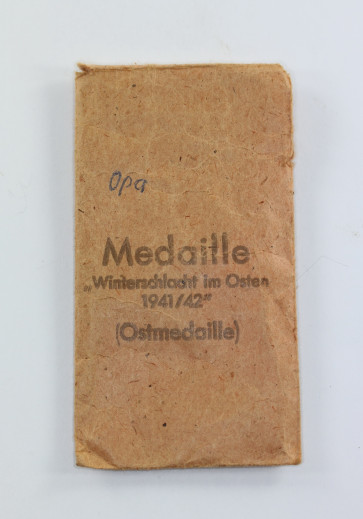 Opa
Medaille
„Winterschlacht im Osten
1941/42"
(Ostmedaille)